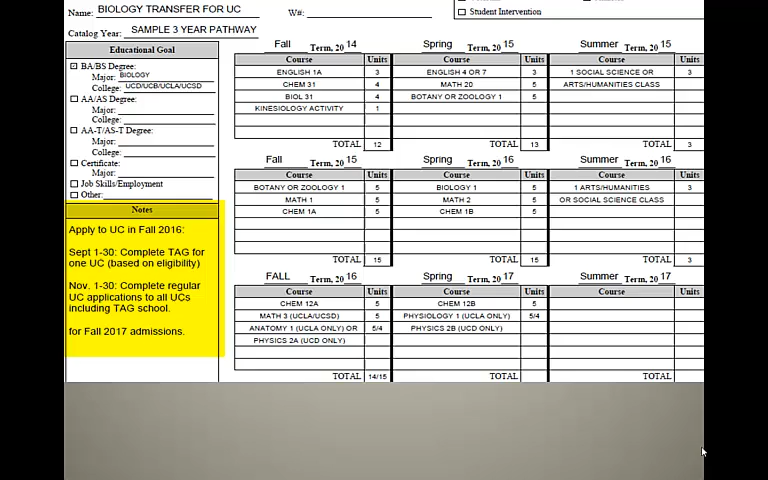 Name: BIOLOGY TRANSFER FOR UC W#:
Student Intervention
Catalog Year: SAMPLE 3 YEAR PATHWAY
Educational Goal
BA/BS Degree:
Major: BIOLOGY
College: UCD/UCB/UCLA/UCSD
AA/AS Degree:
Major:
College:
AA-T/AS-T Degree:
Major:
College:
Certificate:
Major:
Job Skills/Employment
Other:
Notes
Apply to UC in Fall 2016:
Sept 1-30: Complete TAG for
one UC (based on eligibility)
Nov. 1-30: Complete regular
UC applications to all UCs
including TAG school.
for Fall 2017 admissions.
Fall Term, 20 14 Spring Term, 20 15 Summer Term, 20 15
Course Units Course Units Course Units
ENGLISH 1A 3 ENGLISH 4 OR 7 3 1 SOCIAL SCIENCE OR 3
CHEM 31 4 MATH 20 5 ARTS/HUMANITIES CLASS
BIOL 31 4 BOTANY OR ZOOLOGY 1 5
KINESIOLOGY ACTIVITY 1
TOTAL 12 TOTAL 13 TOTAL 3
Fall Term, 20 15 Spring Term, 20 16 Summer Term, 20 16
Course Units Course Units Course Units
BOTANY OR ZOOLOGY 1 5 BIOLOGY 1 5 1 ARTS/HUMANITIES 3
MATH 1 5 MATH 2 5 OR SOCIAL SCIENCE CLASS
CHEM 1A 5 CHEM 1B 5
TOTAL 15 TOTAL 15 TOTAL 3
FALL Term, 20 16 Spring Term, 20 17 Summer Term, 20 17
Course Units Course Units Course Units
CHEM 12A 5 CHEM 12B 5
MATH 3 (UCLA/UCSD) 5 PHYSIOLOGY 1 (UCLA ONLY) 5/4
ANATOMY 1 (UCLA ONLY) OR 5/4 PHYSICS 2B (UCD ONLY)
PHYSICS 2A (UCD ONLY)
TOTAL 14/15 TOTAL TOTAL